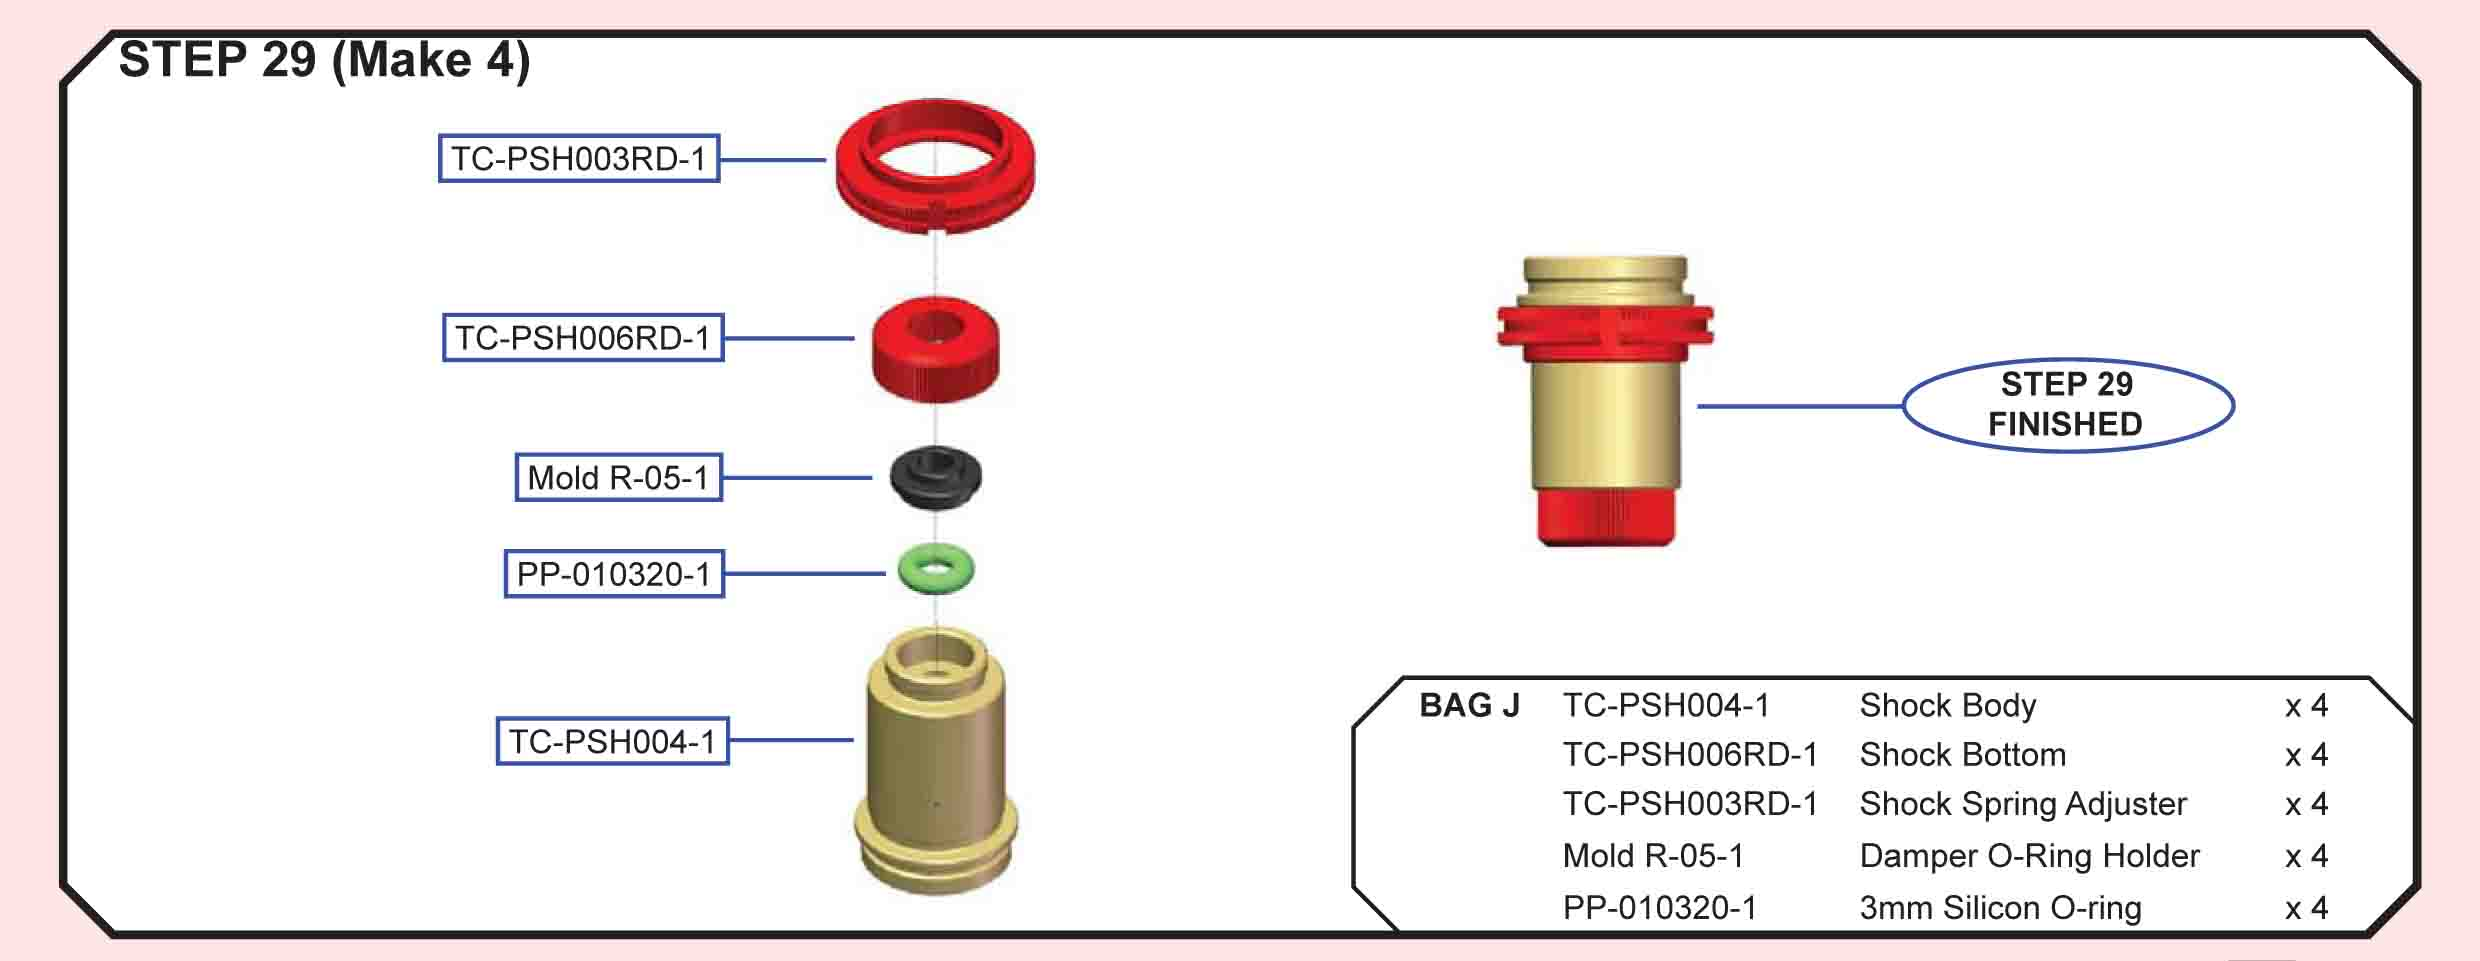 STEP 29 (Make 4)
TC-PSH003RD-1
TC-PSH006RD-1
Mold R-05-1
PP-010320-1
TC-PSH004-1
STEP 29
FINISHED
BAG J TC-PSH004-1 Shock Body x 4
TC-PSH006RD-1 Shock Bottom x 4
TC-PSH003RD-1 Shock Spring Adjuster x 4
Mold R-05-1 Damper O-Ring Holder x 4
PP-010320-1 3mm Silicon O-ring x 4